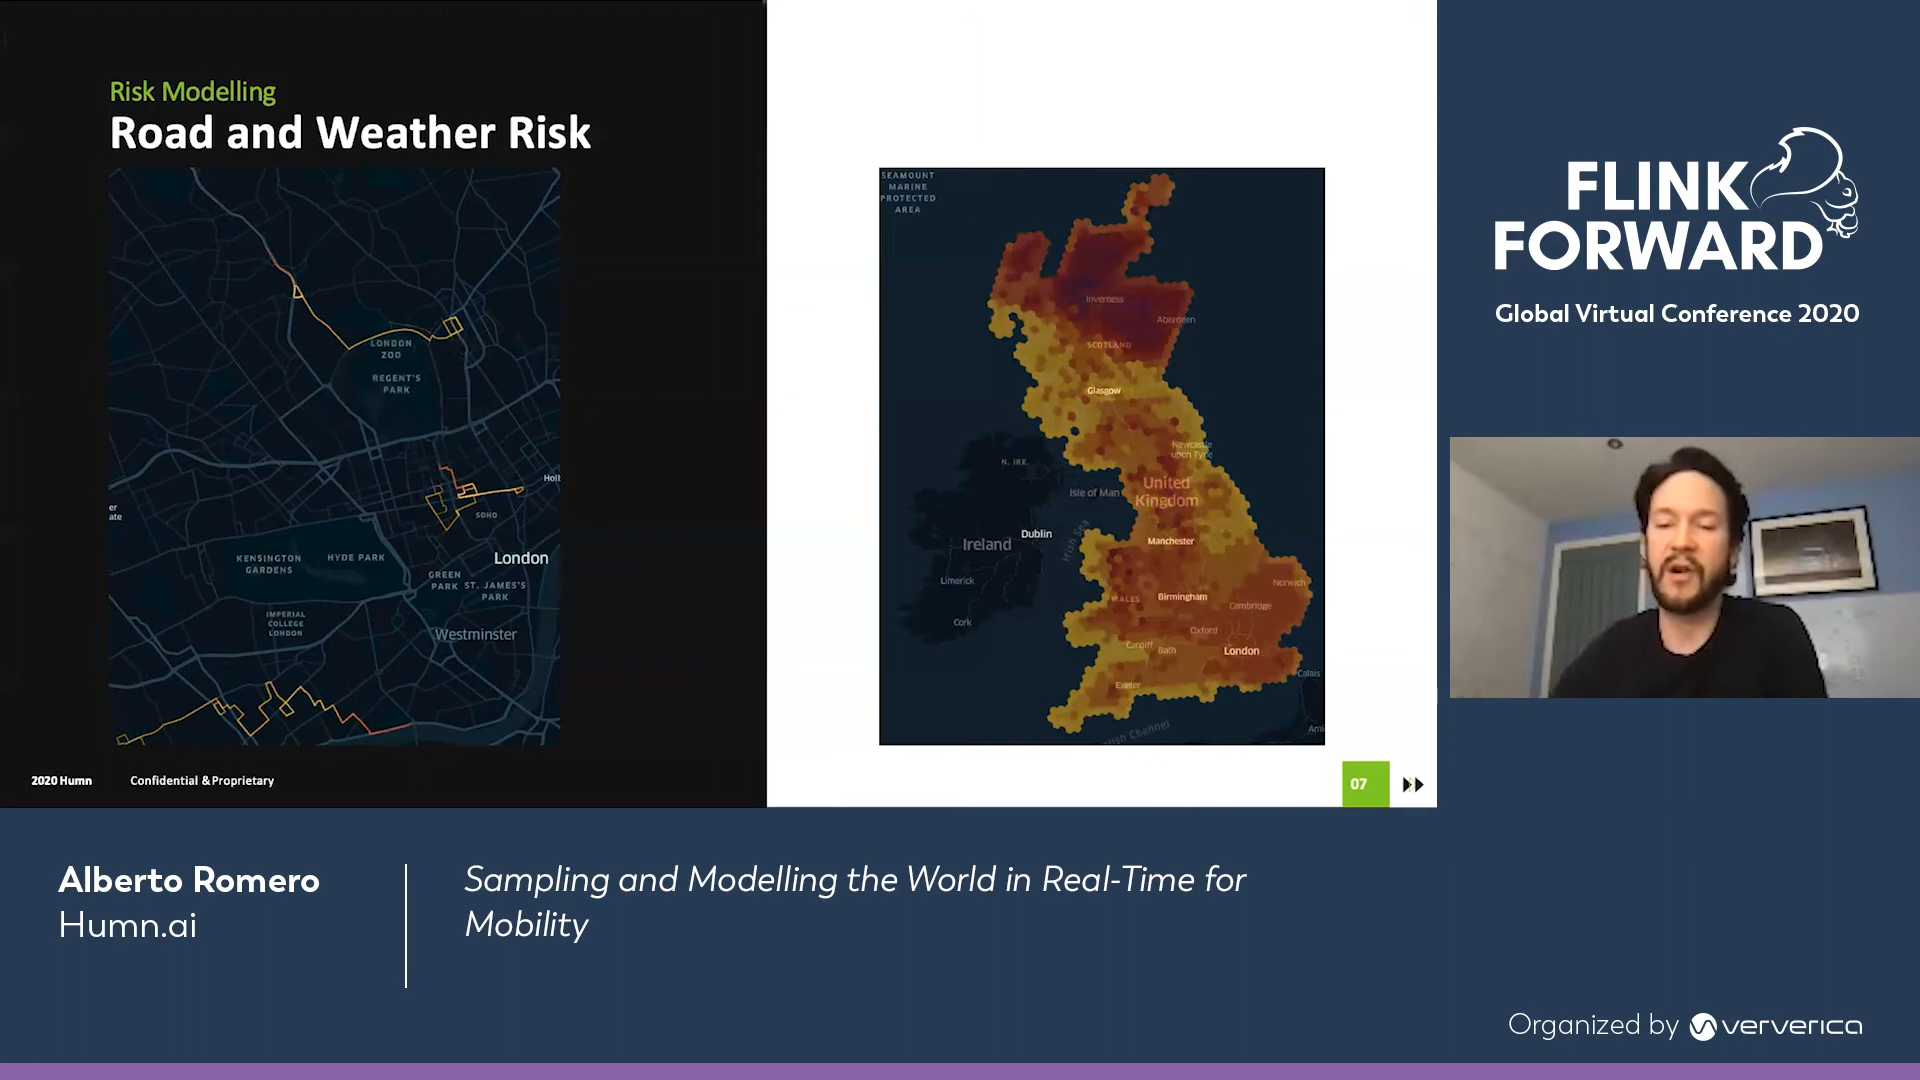 Risk Modelling
Road and Weather Risk
LONDON
ZOO
REGENT'S
PARK
SOHO
KENSINGTON
GARDENS
HYDE PARK
London
GREEN
PARK
ST. JAMES'S
PARK
IMPERIAL
COLLEGE
LONDON
Westminster
SEAMOUNT
MARINE
PROTECTED
AREA
Inverness
Aberdeen
SCOTLAND
Glasgow
Newcastle
upon Tyne
N. IRE.
Isle of Man
United
Kingdom
Dublin
Irish Sea
Ireland
Manchester
Limerick
Norwich
WALES
Birmingham
Cambridge
Cork
Oxford
Cardiff
Bath
London
Calais
Exeter
lish Channel
2020 Humn
Confidential & Proprietary
07
FLINK
FORWARD
Global Virtual Conference 2020
Alberto Romero
Humn.ai
Sampling and Modelling the World in Real-Time for
Mobility
Organized by ververica